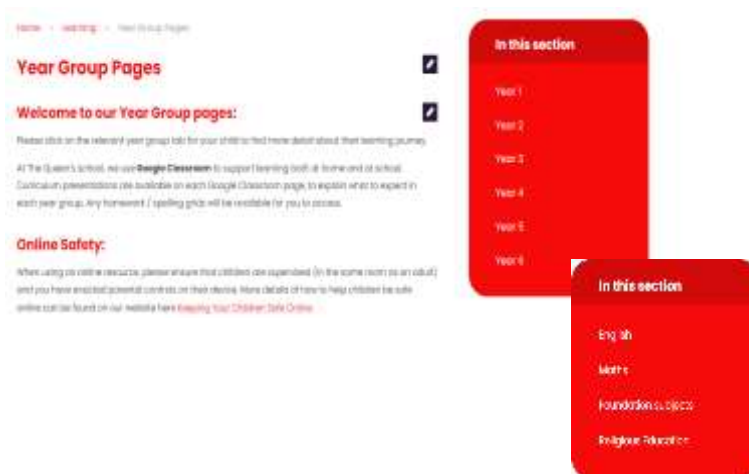 Home - Learning - Year Group Pages
Year Group Pages
Welcome to our Year Group pages:
Please click on the relevant year group tab for your child to find more detail about their learning journey.
At The Queen's school, we use Google Classroom to support learning both at home and at school.
Curriculum presentations are available on each Google Classroom page, to explain what to expect in
each year group. Any homework / spelling grids will be available for you to access.
Online Safety:
When using an online resource, please ensure that children are supervised (in the same room as an adult)
and you have enabled parental controls on their device. More details of how to help children be safe
online can be found on our website here Keeping Your Children Safe Online
In this section
Year 1
Year 2
Year 3
Year 4
Year 5
Year 6
In this section
English
Maths
Foundation subjects
Religious Education